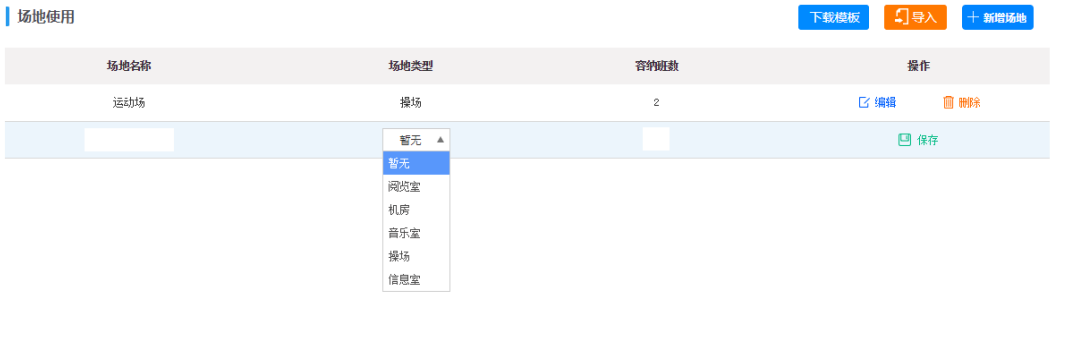 场地使用 下载模板 导入 新增场地
场地名称 场地类型 容纳班数 操作
运动场 操场 2 编辑 删除
暂无 保存
暂无
阅览室
机房
音乐室
操场
信息室